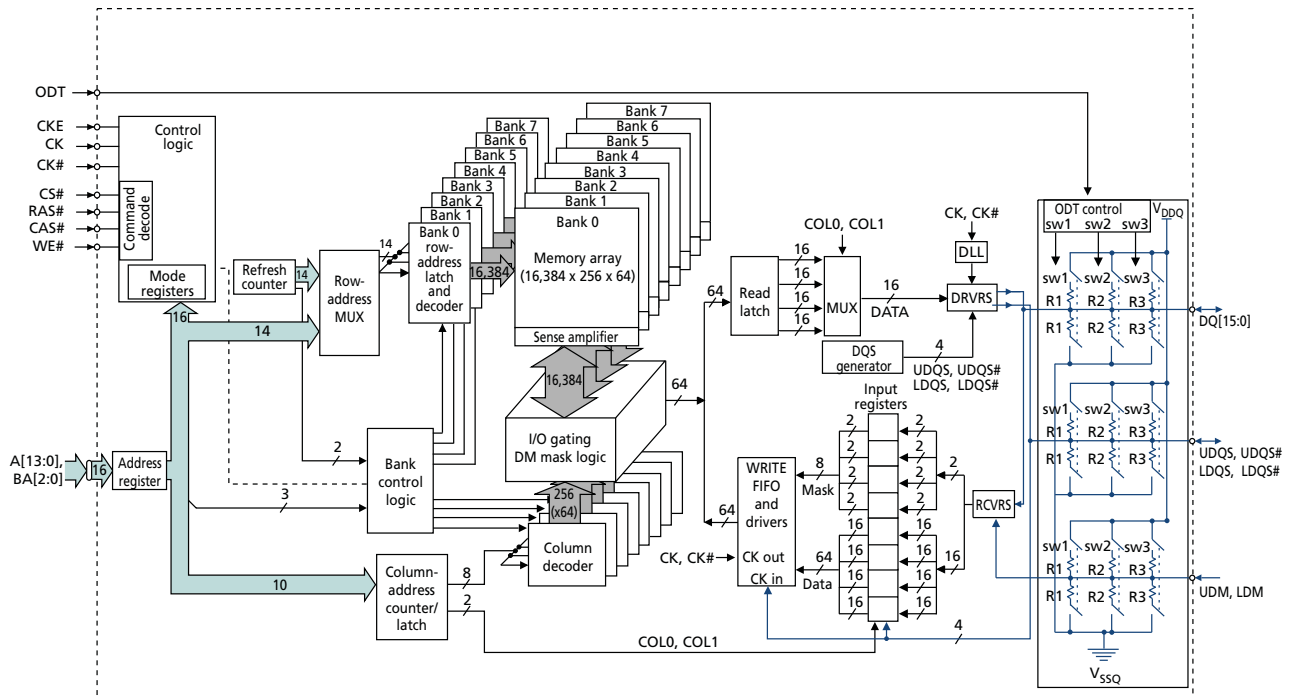 ODT
CKE
CK
CK#
CS#
RAS#
CAS#
WE#
Control
logic
Command
decode
Mode
registers
16
14
Refresh
counter
14
Row-
address
MUX
14
Bank 7
Bank 6
Bank 5
Bank 4
Bank 3
Bank 2
Bank 1
Bank 0
row-
address
latch
and
decoder
16,384
Bank 7
Bank 6
Bank 5
Bank 4
Bank 3
Bank 2
Bank 1
Bank 0
Memory array
(16,384 x 256 x 64)
Sense amplifier
16,384
I/O gating
DM mask logic
256
(x64)
Column
decoder
A[13:0],
BA[2:0]
16
Address
register
2
3
Bank
control
logic
10
Column-
address
counter/
latch
8
2
COL0, COL1
64
64
64
Read
latch
16
16
16
16
COL0, COL1
MUX
16
DATA
CK, CK#
DLL
DRVRS
DQS
generator
4
UDQS, UDQS#
LDQS, LDQS#
Input
registers
2
2
2
2
2
2
2
2
16
16
16
16
16
16
16
16
8
Mask
64
Data
WRITE
FIFO
and
drivers
CK out
CK in
CK, CK#
2
16
RCVRS
4
ODT control
sw1 sw2 sw3
VDDQ
sw1 sw2 sw3
R1 R2 R3
R1 R2 R3
DQ[15:0]
sw1 sw2 sw3
R1 R2 R3
R1 R2 R3
UDQS, UDQS#
LDQS, LDQS#
sw1 sw2 sw3
R1 R2 R3
R1 R2 R3
UDM, LDM
VSSQ